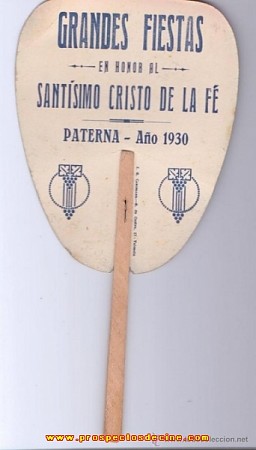 GRANDES FIESTAS
EN HONOR AL
SANTÍSIMO CRISTO DE LA FÉ
PATERNA - Año 1930
www.prospectosdecine.com